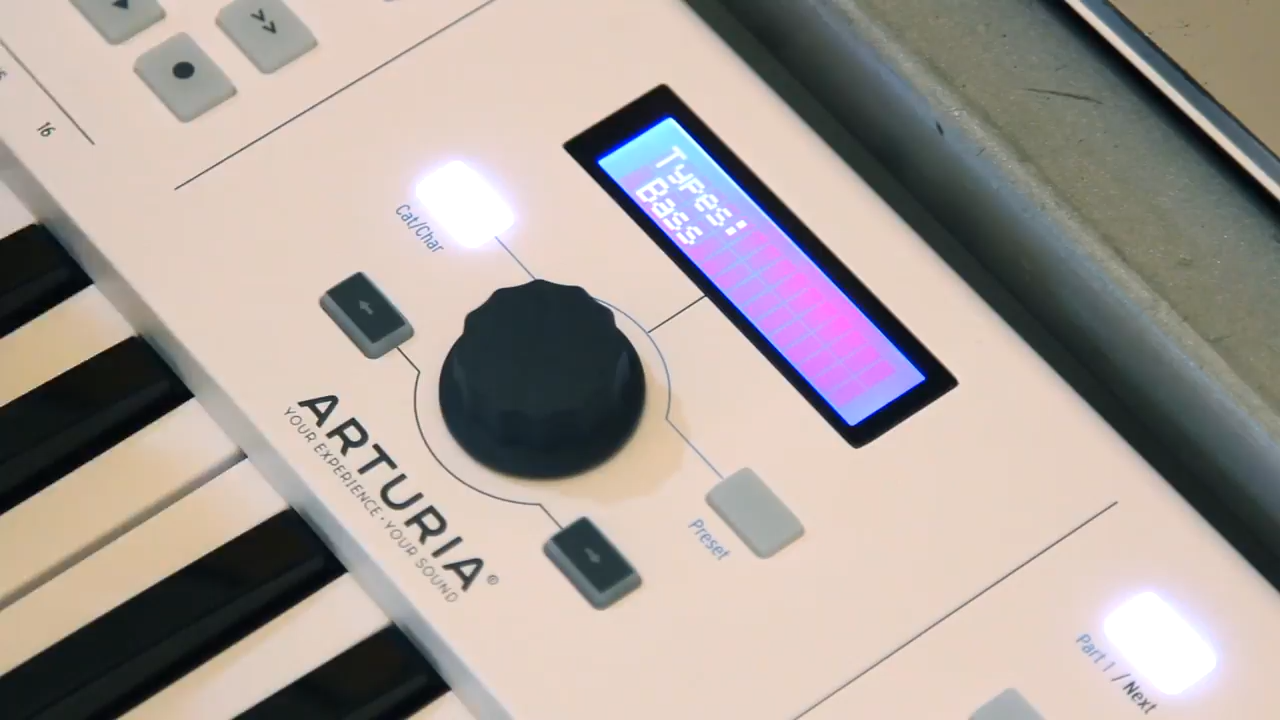 16
Cat/Char
Types:
Bass
ARTURIA®
YOUR EXPERIENCE · YOUR SOUND
Preset
Part 1 / Next